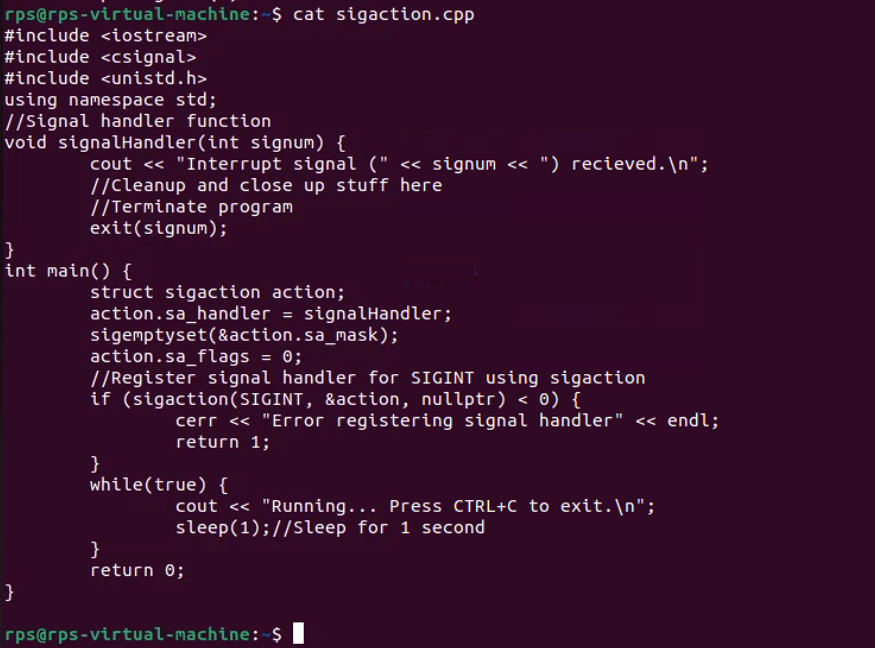 rps@rps-virtual-machine:~$ cat sigaction.cpp
#include <iostream>
#include <csignal>
#include <unistd.h>
using namespace std;
//Signal handler function
void signalHandler(int signum) {
        cout << "Interrupt signal (" << signum << ") recieved.\n";
        //Cleanup and close up stuff here
        //Terminate program
        exit(signum);
}
int main() {
        struct sigaction action;
        action.sa_handler = signalHandler;
        sigemptyset(&action.sa_mask);
        action.sa_flags = 0;
        //Register signal handler for SIGINT using sigaction
        if (sigaction(SIGINT, &action, nullptr) < 0) {
                cerr << "Error registering signal handler" << endl;
                return 1;
        }
        while(true) {
                cout << "Running... Press CTRL+C to exit.\n";
                sleep(1);//Sleep for 1 second
        }
        return 0;
}
rps@rps-virtual-machine:~$